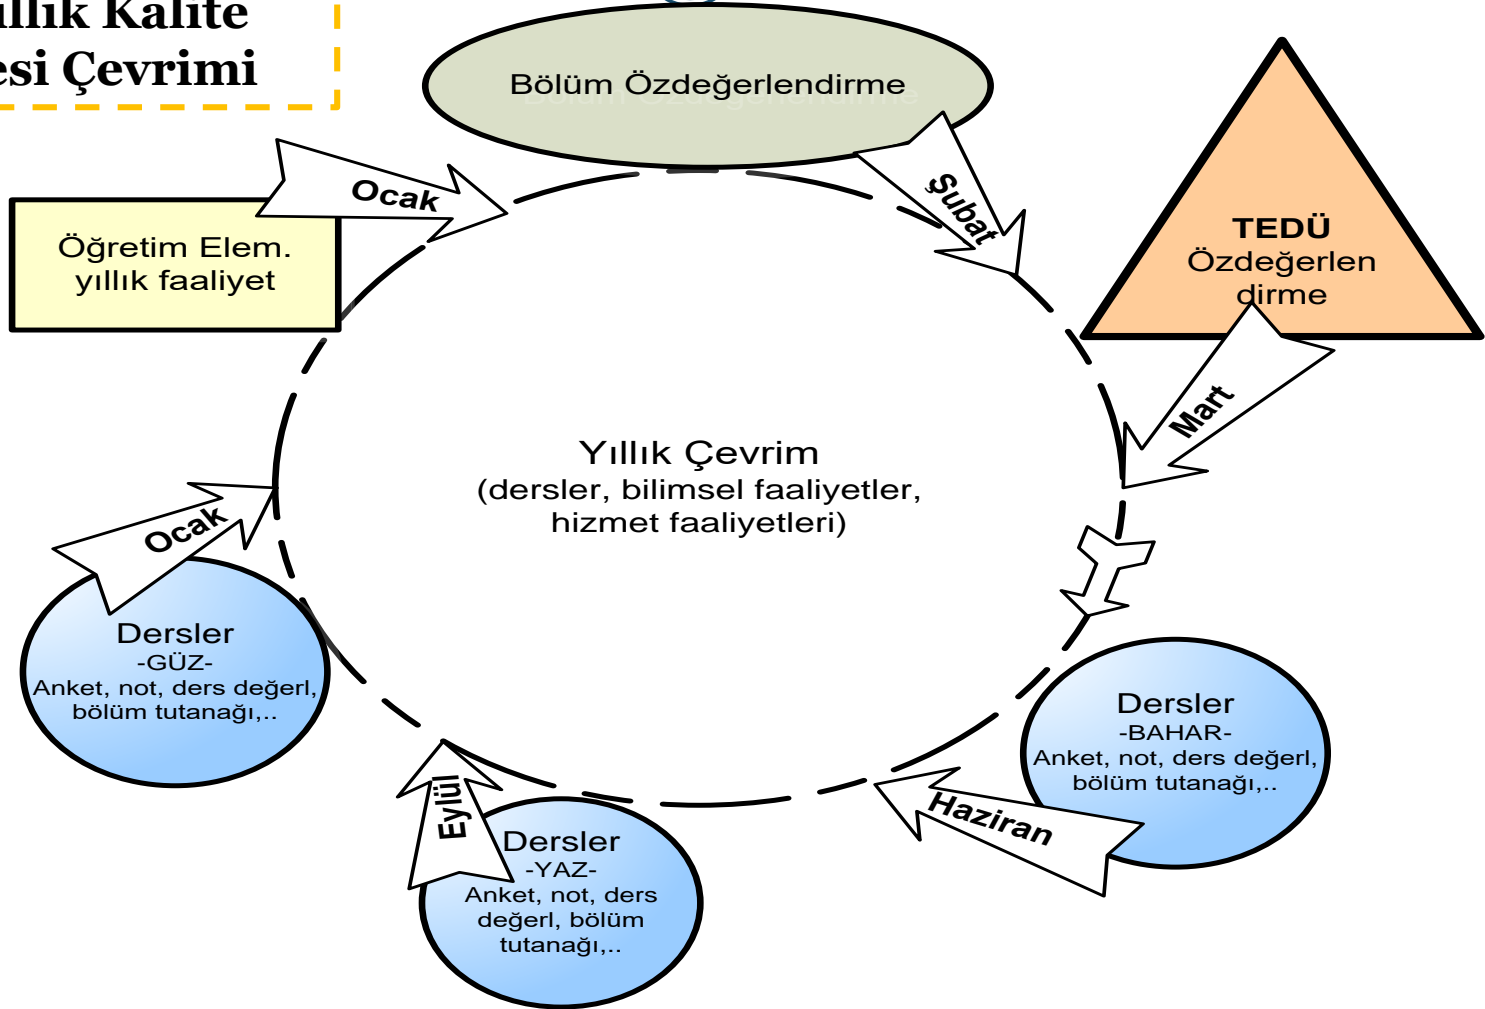 Kalite
Çevrimi
Bölüm Özdeğerlendirme
Ocak
Şubat
Öğretim Elem.
yıllık faaliyet
TEDÜ
Özdeğerlen
dirme
Mart
Yıllık Çevrim
(dersler, bilimsel faaliyetler,
hizmet faaliyetleri)
Ocak
Dersler
-GÜZ-
Anket, not, ders değerl,
bölüm tutanağı,..
Dersler
-BAHAR-
Anket, not, ders değerl,
bölüm tutanağı,..
Haziran
Eylül
Dersler
-YAZ-
Anket, not, ders
değerl, bölüm
tutanağı,..